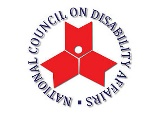 NATIONAL COUNCIL ON DISABILITY AFFAIRS •